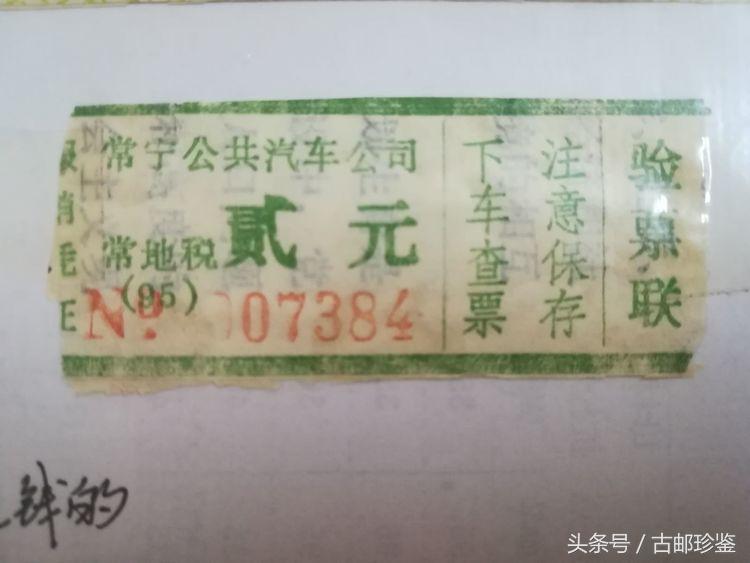 常宁公共汽车公司
贰元
常地税
(95)
No 007384
下车查票
注意保存
验票联
钱的
头条号/古邮珍鉴